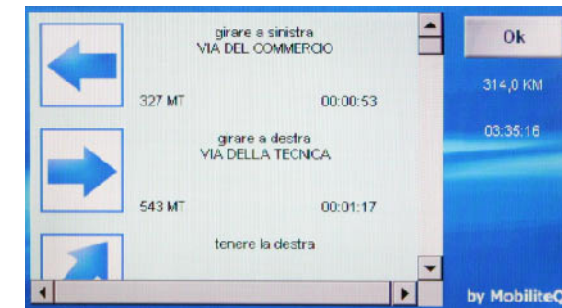 girare a sinistra
VIA DEL COMMERCIO
327 MT 00:00:53
girare a destra
VIA DELLA TECNICA
543 MT 00:01:17
tenere la destra
Ok
314,0 KM
03:35:16
by MobiliteQ